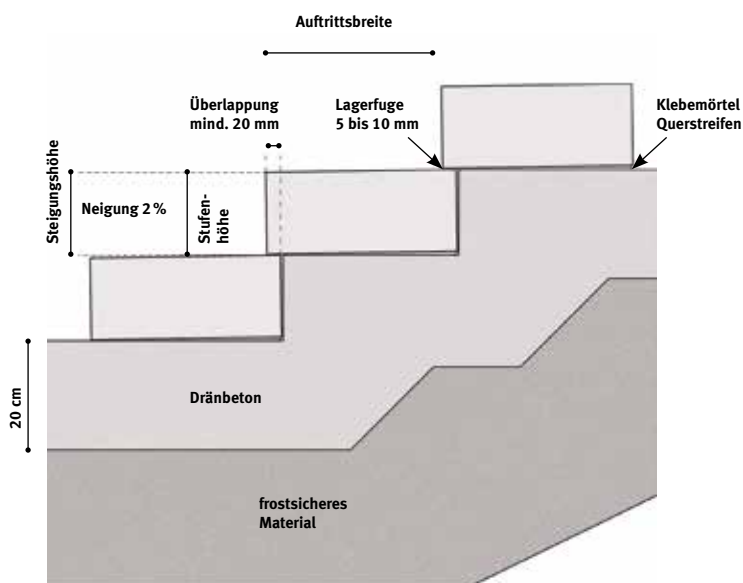 Auftrittsbreite
Überlappung
mind. 20 mm
Lagerfuge
5 bis 10 mm
Klebemörtel
Querstreifen
Steigungshöhe
Neigung 2 %
Stufen-
höhe
20 cm
Dränbeton
frostsicheres
Material